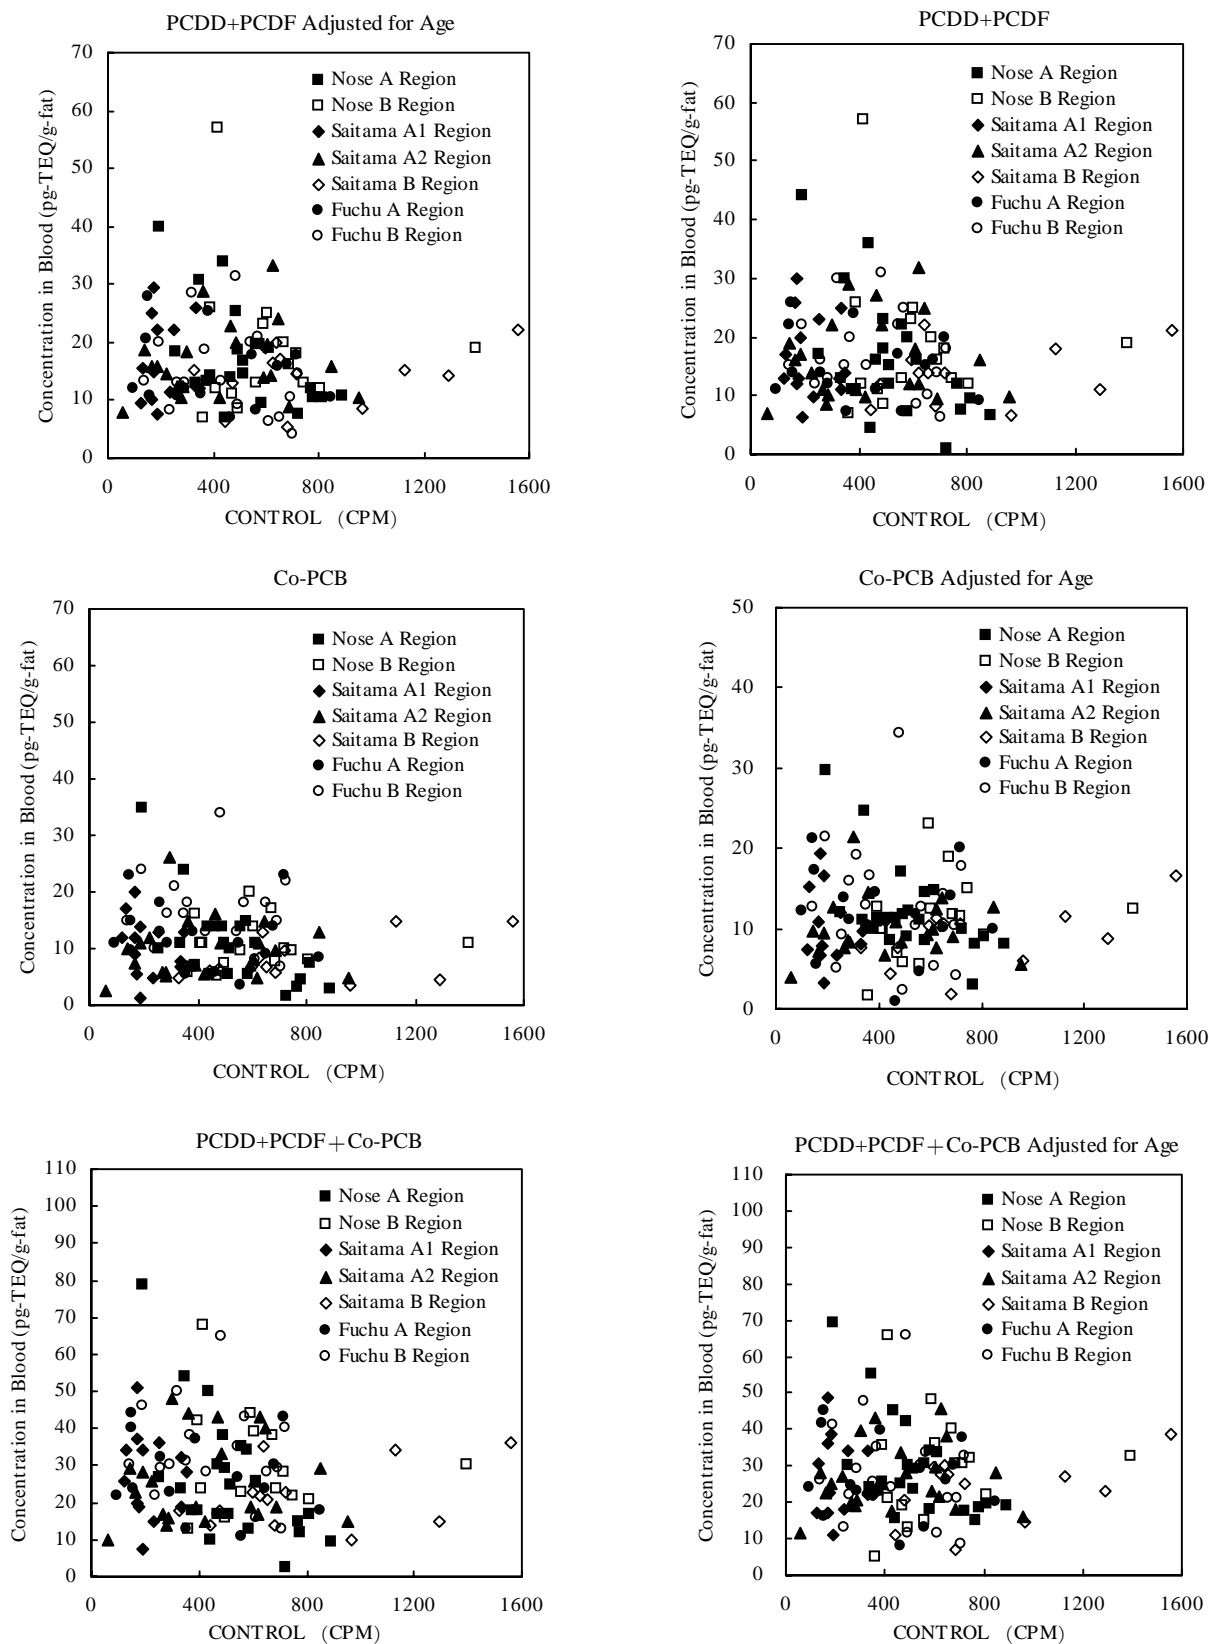 PCDD+PCDF Adjusted for Age
Concentration in Blood (pg-TEQ/g-fat)
70
60
50
40
30
20
10
0
Nose A Region
Nose B Region
Saitama A1 Region
Saitama A2 Region
Saitama B Region
Fuchu A Region
Fuchu B Region
0 400 800 1200 1600
CONTROL (CPM)
PCDD+PCDF
Concentration in Blood (pg-TEQ/g-fat)
70
60
50
40
30
20
10
0
Nose A Region
Nose B Region
Saitama A1 Region
Saitama A2 Region
Saitama B Region
Fuchu A Region
Fuchu B Region
0 400 800 1200 1600
CONTROL (CPM)
Co-PCB
Concentration in Blood (pg-TEQ/g-fat)
70
60
50
40
30
20
10
0
Nose A Region
Nose B Region
Saitama A1 Region
Saitama A2 Region
Saitama B Region
Fuchu A Region
Fuchu B Region
0 400 800 1200 1600
CONTROL (CPM)
Co-PCB Adjusted for Age
Concentration in Blood (pg-TEQ/g-fat)
50
40
30
20
10
0
Nose A Region
Nose B Region
Saitama A1 Region
Saitama A2 Region
Saitama B Region
Fuchu A Region
Fuchu B Region
0 400 800 1200 1600
CONTROL (CPM)
PCDD+PCDF+Co-PCB
Concentration in Blood (pg-TEQ/g-fat)
110
100
90
80
70
60
50
40
30
20
10
0
Nose A Region
Nose B Region
Saitama A1 Region
Saitama A2 Region
Saitama B Region
Fuchu A Region
Fuchu B Region
0 400 800 1200 1600
CONTROL (CPM)
PCDD+PCDF+Co-PCB Adjusted for Age
Concentration in Blood (pg-TEQ/g-fat)
110
100
90
80
70
60
50
40
30
20
10
0
Nose A Region
Nose B Region
Saitama A1 Region
Saitama A2 Region
Saitama B Region
Fuchu A Region
Fuchu B Region
0 400 800 1200 1600
CONTROL (CPM)